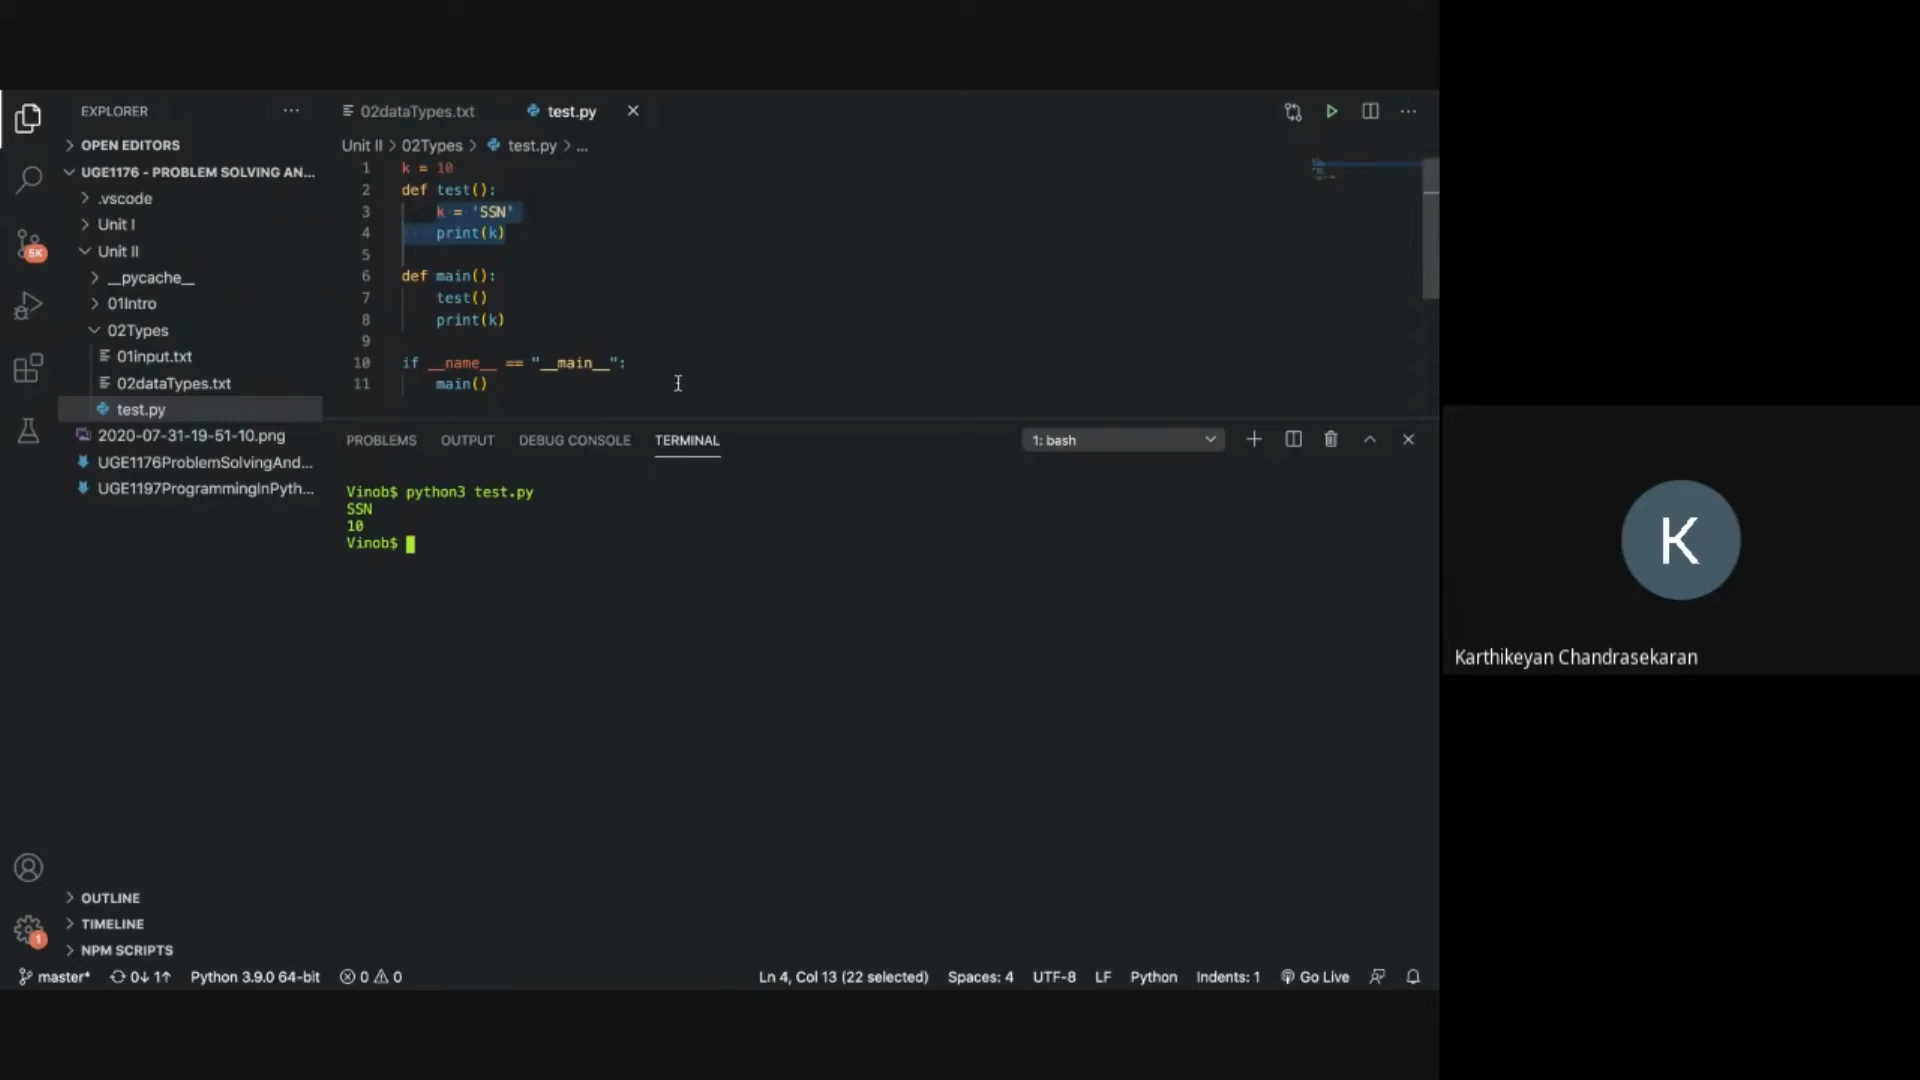 EXPLORER
···
OPEN EDITORS
UGE1176 - PROBLEM SOLVING AN...
.vscode
Unit I
Unit II
__pycache__
01Intro
02Types
01input.txt
02dataTypes.txt
test.py
2020-07-31-19-51-10.png
UGE1176ProblemSolvingAnd...
UGE1197ProgrammingInPyth...
5K
1
OUTLINE
TIMELINE
NPM SCRIPTS
02dataTypes.txt
test.py
Unit II > 02Types > test.py > ...
1 k = 10
2 def test():
3     k = 'SSN'
4     print(k)
5
6 def main():
7     test()
8     print(k)
9
10 if __name__ == "__main__":
11     main()
PROBLEMS OUTPUT DEBUG CONSOLE TERMINAL 1: bash
Vinob$ python3 test.py
SSN
10
Vinob$
master* 0↓ 1↑ Python 3.9.0 64-bit 0 0 Ln 4, Col 13 (22 selected) Spaces: 4 UTF-8 LF Python Indents: 1 Go Live
K
Karthikeyan Chandrasekaran